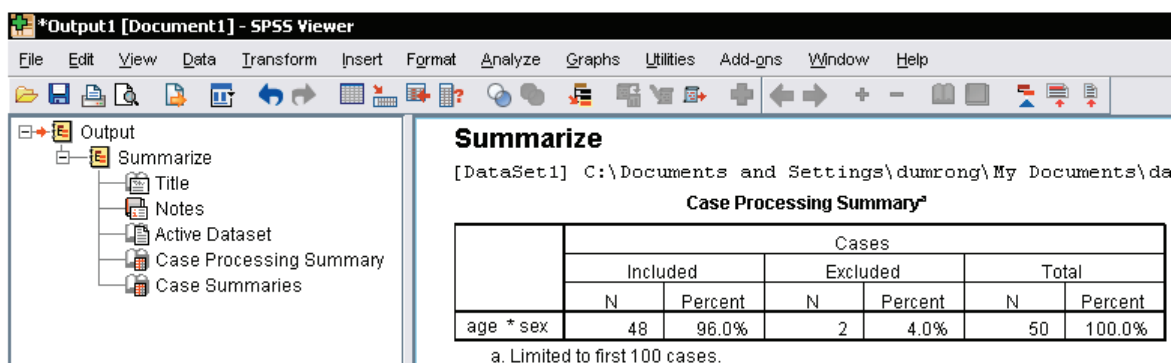 *Output1 [Document1] - SPSS Viewer
File Edit View Data Transform Insert Format Analyze Graphs Utilities Add-ons Window Help
Output
Summarize
Title
Notes
Active Dataset
Case Processing Summary
Case Summaries
Summarize
[DataSet1] C:\Documents and Settings\dumrong\My Documents\da
Case Processing Summaryᵃ
Cases
Included Excluded Total
N Percent N Percent N Percent
age * sex 48 96.0% 2 4.0% 50 100.0%
a. Limited to first 100 cases.